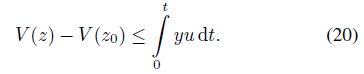 V(z) − V(z₀) ≤ ∫₀ᵗ yu dt. (20)